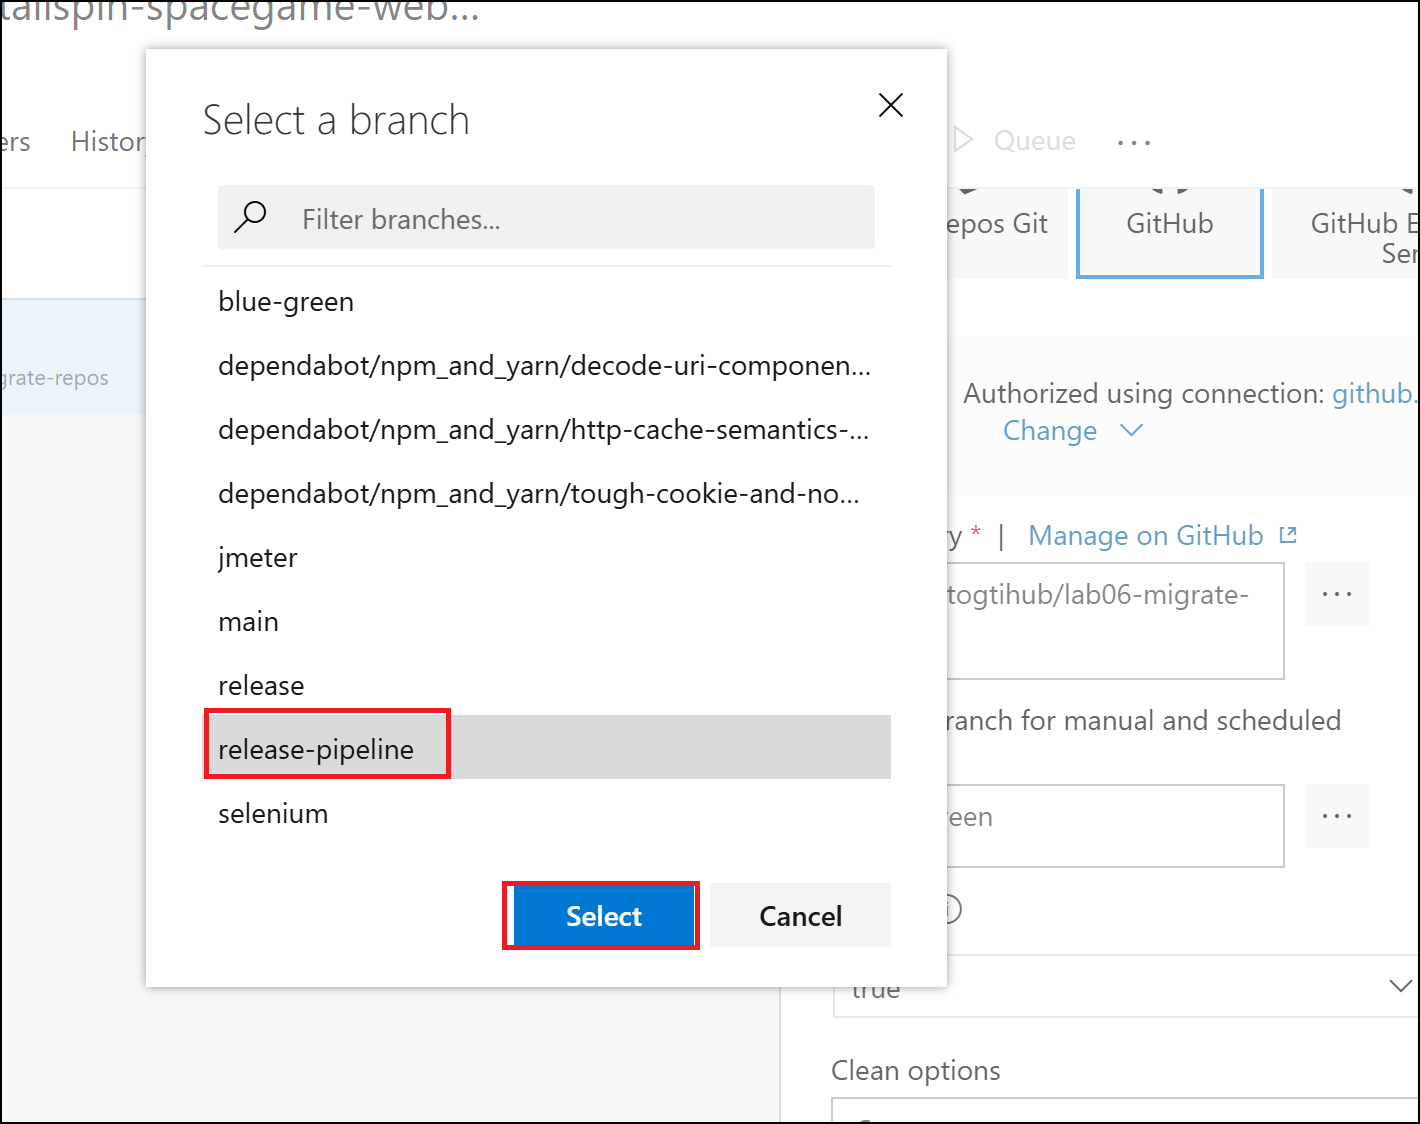 tailspin-spacegame-web...
ers History Queue ...
Select a branch
Filter branches...
blue-green
dependabot/npm_and_yarn/decode-uri-componen...
dependabot/npm_and_yarn/http-cache-semantics-...
dependabot/npm_and_yarn/tough-cookie-and-no...
jmeter
main
release
release-pipeline
selenium
Select Cancel
grate-repos
epos Git GitHub GitHub E
Ser
Authorized using connection: github.
Change
ry * | Manage on GitHub
togtihub/lab06-migrate-
...
ranch for manual and scheduled
reen
...
true
Clean options